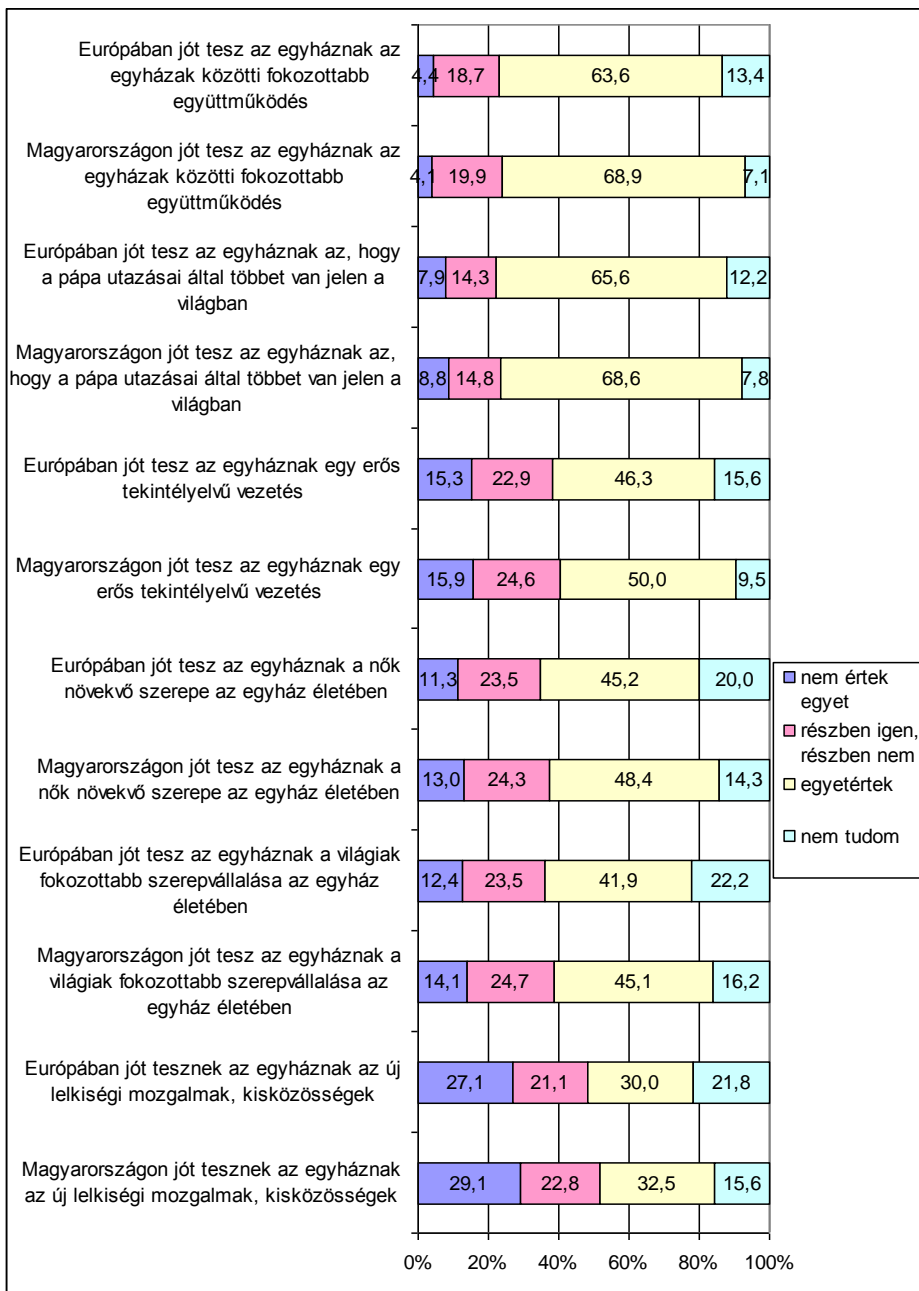 Európában jót tesz az egyháznak az
egyházak közötti fokozottabb
együttműködés
4,4 18,7 63,6 13,4
Magyarországon jót tesz az egyháznak az
egyházak közötti fokozottabb
együttműködés
4,1 19,9 68,9 7,1
Európában jót tesz az egyháznak az, hogy
a pápa utazásai által többet van jelen a
világban
7,9 14,3 65,6 12,2
Magyarországon jót tesz az egyháznak az,
hogy a pápa utazásai által többet van jelen a
világban
8,8 14,8 68,6 7,8
Európában jót tesz az egyháznak egy erős
tekintélyelvű vezetés
15,3 22,9 46,3 15,6
Magyarországon jót tesz az egyháznak egy
erős tekintélyelvű vezetés
15,9 24,6 50,0 9,5
Európában jót tesz az egyháznak a nők
növekvő szerepe az egyház életében
11,3 23,5 45,2 20,0
Magyarországon jót tesz az egyháznak a
nők növekvő szerepe az egyház életében
13,0 24,3 48,4 14,3
Európában jót tesz az egyháznak a világiak
fokozottabb szerepvállalása az egyház
életében
12,4 23,5 41,9 22,2
Magyarországon jót tesz az egyháznak a
világiak fokozottabb szerepvállalása az
egyház életében
14,1 24,7 45,1 16,2
Európában jót tesznek az egyháznak az új
lelkiségi mozgalmak, kisközösségek
27,1 21,1 30,0 21,8
Magyarországon jót tesznek az egyháznak
az új lelkiségi mozgalmak, kisközösségek
29,1 22,8 32,5 15,6
0% 20% 40% 60% 80% 100%
nem értek
egyet
részben igen,
részben nem
egyetértek
nem tudom